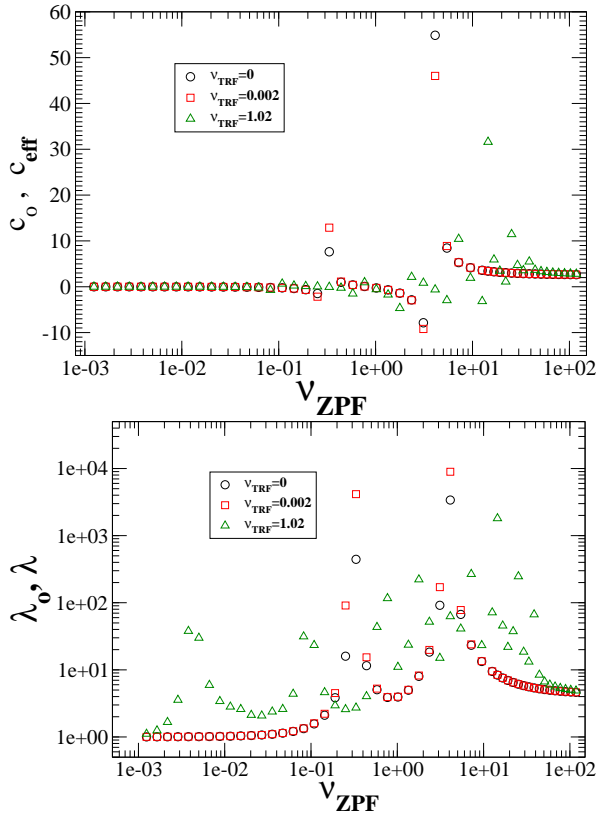 60
50
40
30
20
10
0
-10
c_o , c_eff
ν_TRF=0
ν_TRF=0.002
ν_TRF=1.02
1e-03 1e-02 1e-01 1e+00 1e+01 1e+02
ν_ZPF
1e+04
1e+03
1e+02
1e+01
1e+00
λ_o, λ
ν_TRF=0
ν_TRF=0.002
ν_TRF=1.02
1e-03 1e-02 1e-01 1e+00 1e+01 1e+02
ν_ZPF